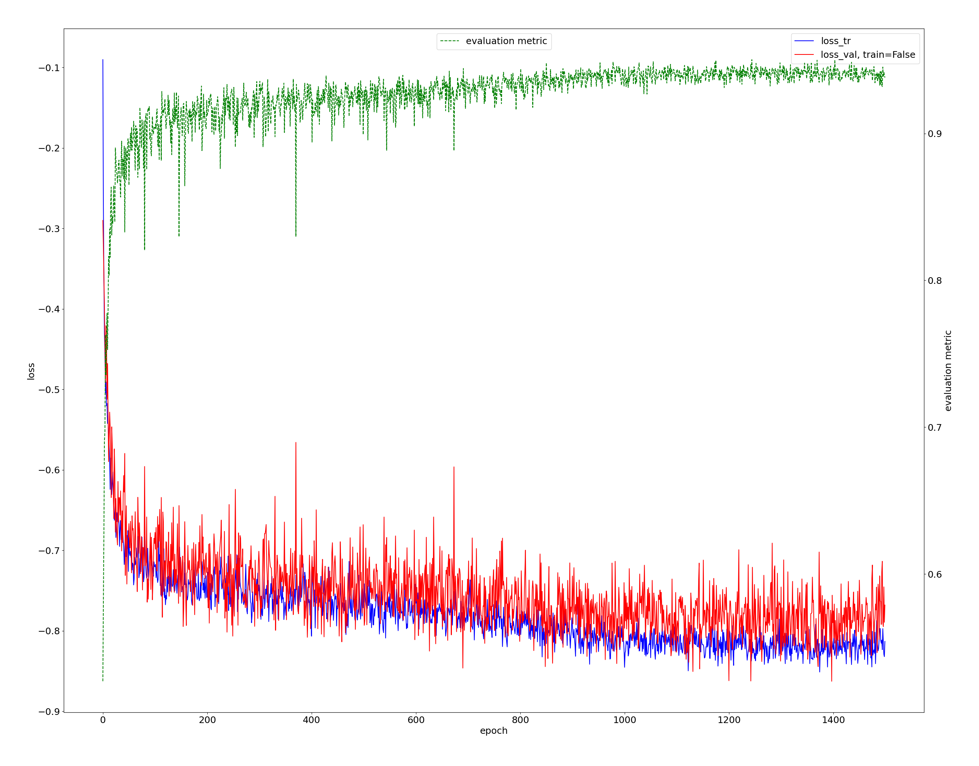 evaluation metric
loss_tr
loss_val, train=False
−0.1
−0.2
−0.3
−0.4
−0.5
−0.6
−0.7
−0.8
−0.9
loss
0.9
0.8
0.7
0.6
evaluation metric
0 200 400 600 800 1000 1200 1400
epoch